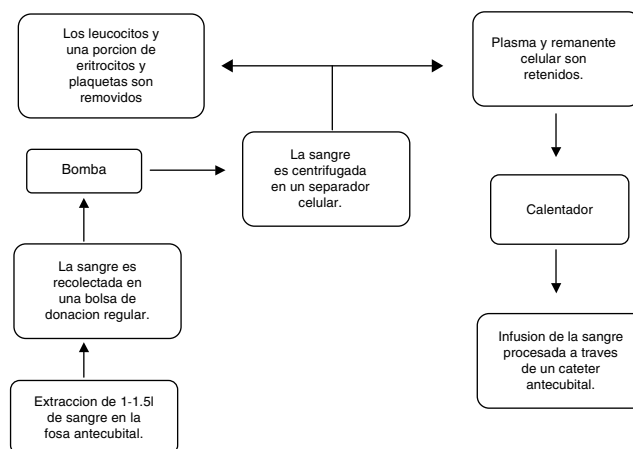 Los leucocitos y
una porcion de
eritrocitos y
plaquetas son
removidos
Plasma y remanente
celular son
retenidos.
Bomba
La sangre
es centrifugada
en un separador
celular.
Calentador
La sangre es
recolectada en
una bolsa de
donacion regular.
Infusion de la sangre
procesada a traves
de un cateter
antecubital.
Extraccion de 1-1.5l
de sangre en la
fosa antecubital.